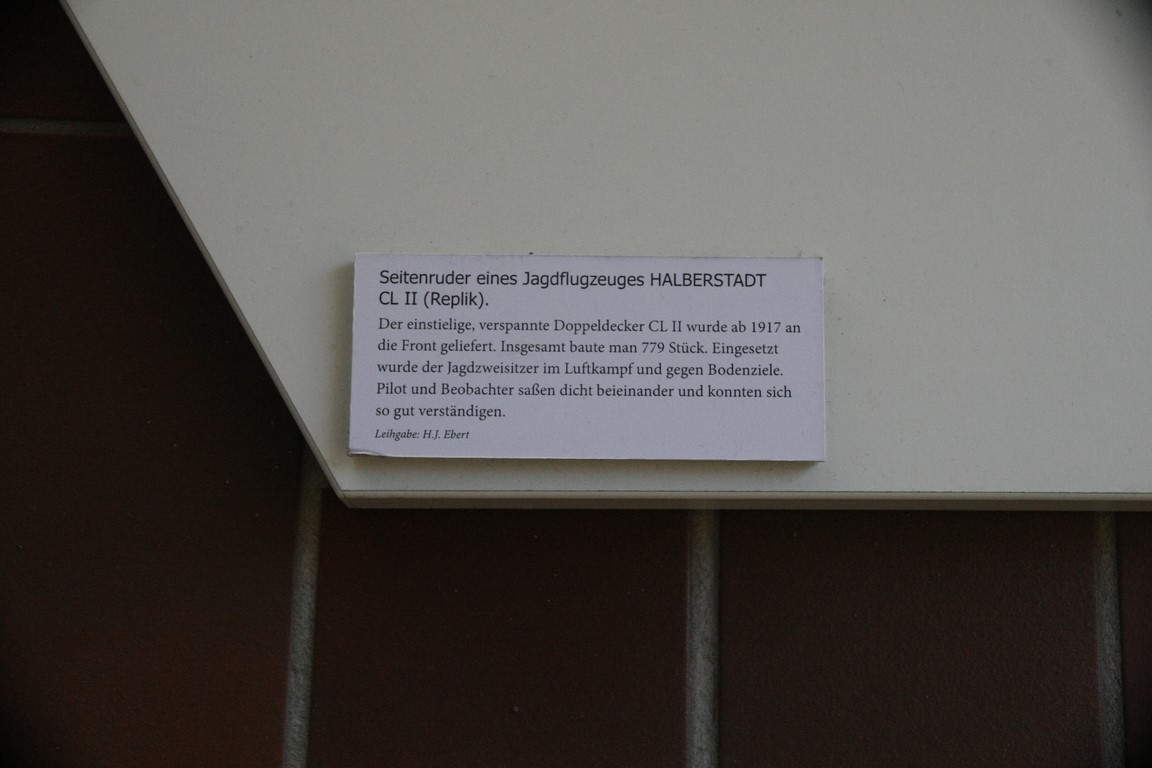 Seitenruder eines Jagdflugzeuges HALBERSTADT
CL II (Replik).
Der einstielige, verspannte Doppeldecker CL II wurde ab 1917 an
die Front geliefert. Insgesamt baute man 779 Stück. Eingesetzt
wurde der Jagdzweisitzer im Luftkampf und gegen Bodenziele.
Pilot und Beobachter saßen dicht beieinander und konnten sich
so gut verständigen.
Leihgabe: H.J. Ebert